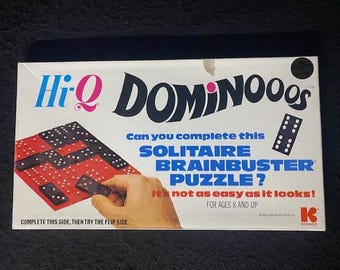 Hi-Q DOMINOOOS
Can you complete this
SOLITAIRE
BRAINBUSTER
PUZZLE?
It's not as easy as it looks!
FOR AGES 8 AND UP
COMPLETE THIS SIDE, THEN TRY THE FLIP SIDE.
K
KOHNER